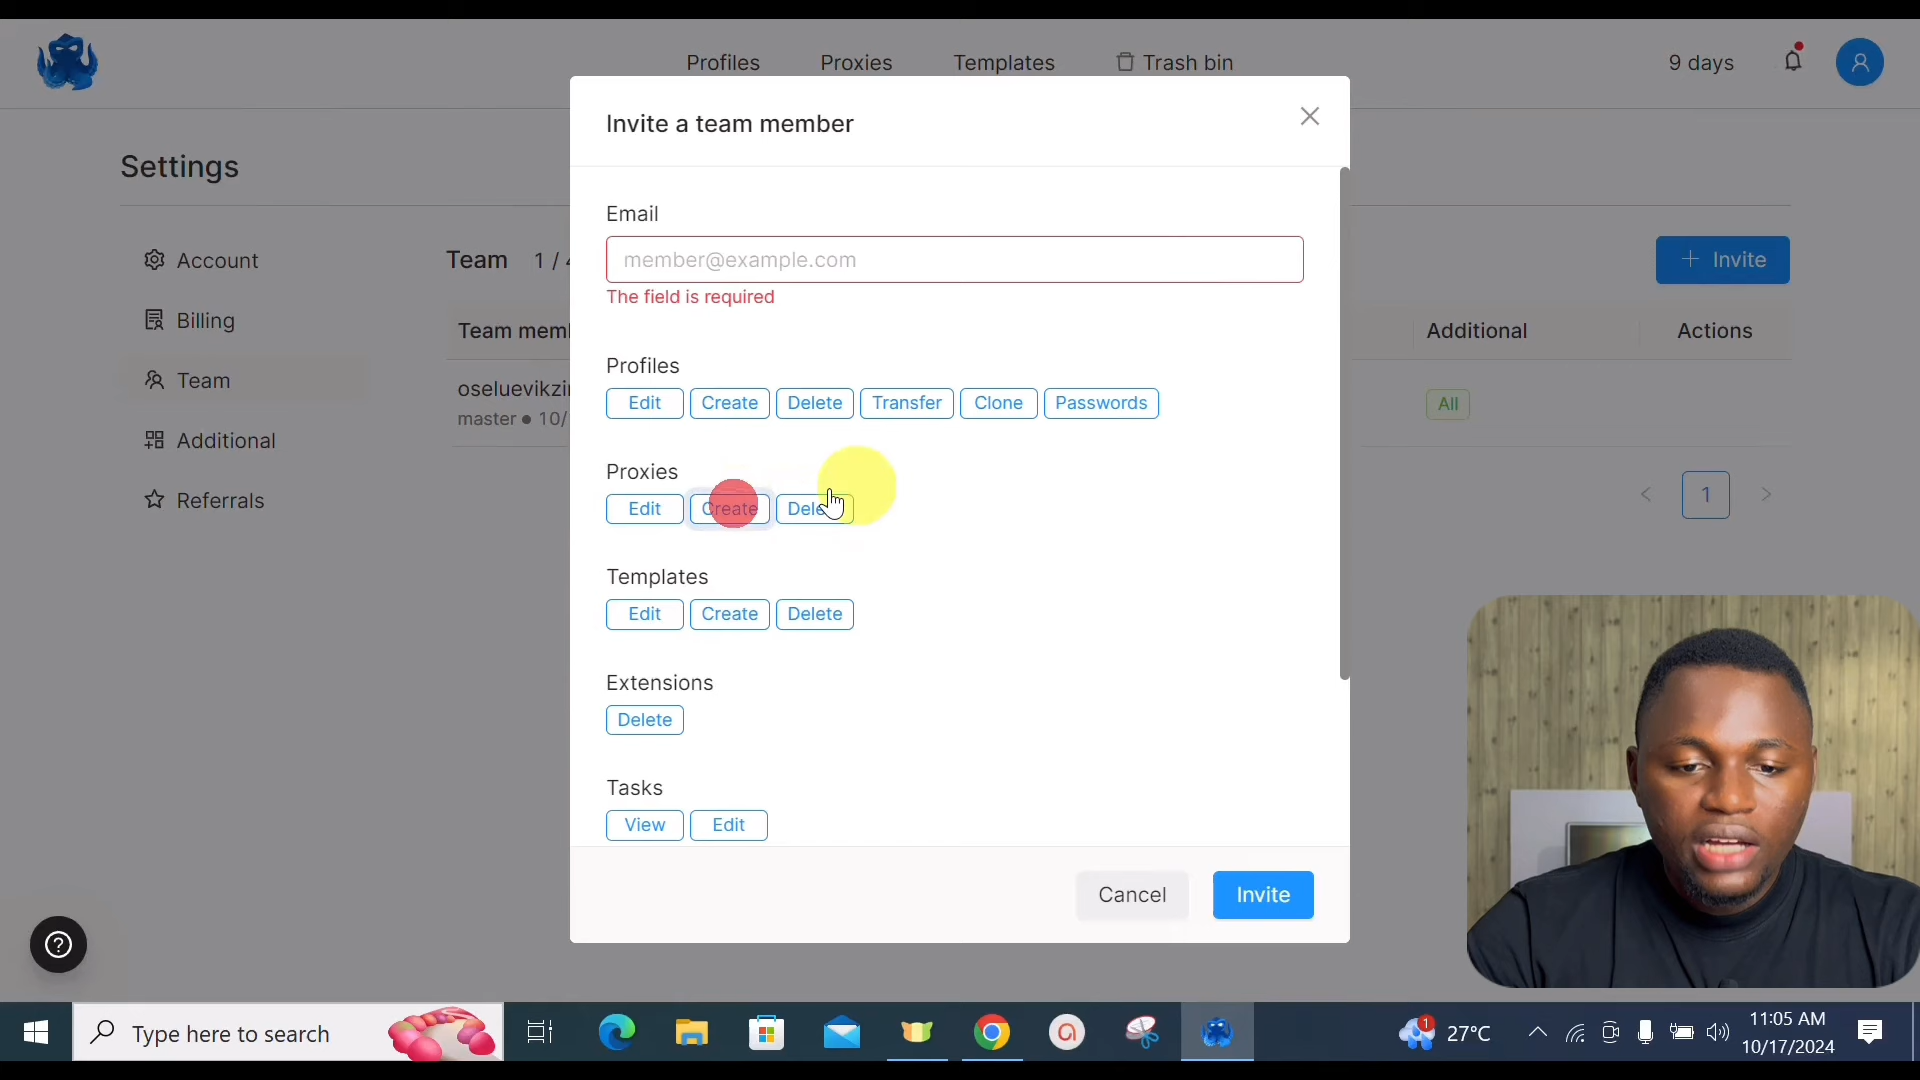 Profiles Proxies Templates Trash bin 9 days
Invite a team member
Settings
Email
Account Team 1 / member@example.com + Invite
The field is required
Billing Team Additional Actions
Profiles
Team
Edit Create Delete Transfer Clone Passwords All
master • 10/
Additional
Proxies
Referrals 1
Edit Create
Templates
Edit Create Delete
Extensions
Delete
Tasks
View Edit
Cancel Invite
Type here to search
1 27°C 11:05 AM
10/17/2024